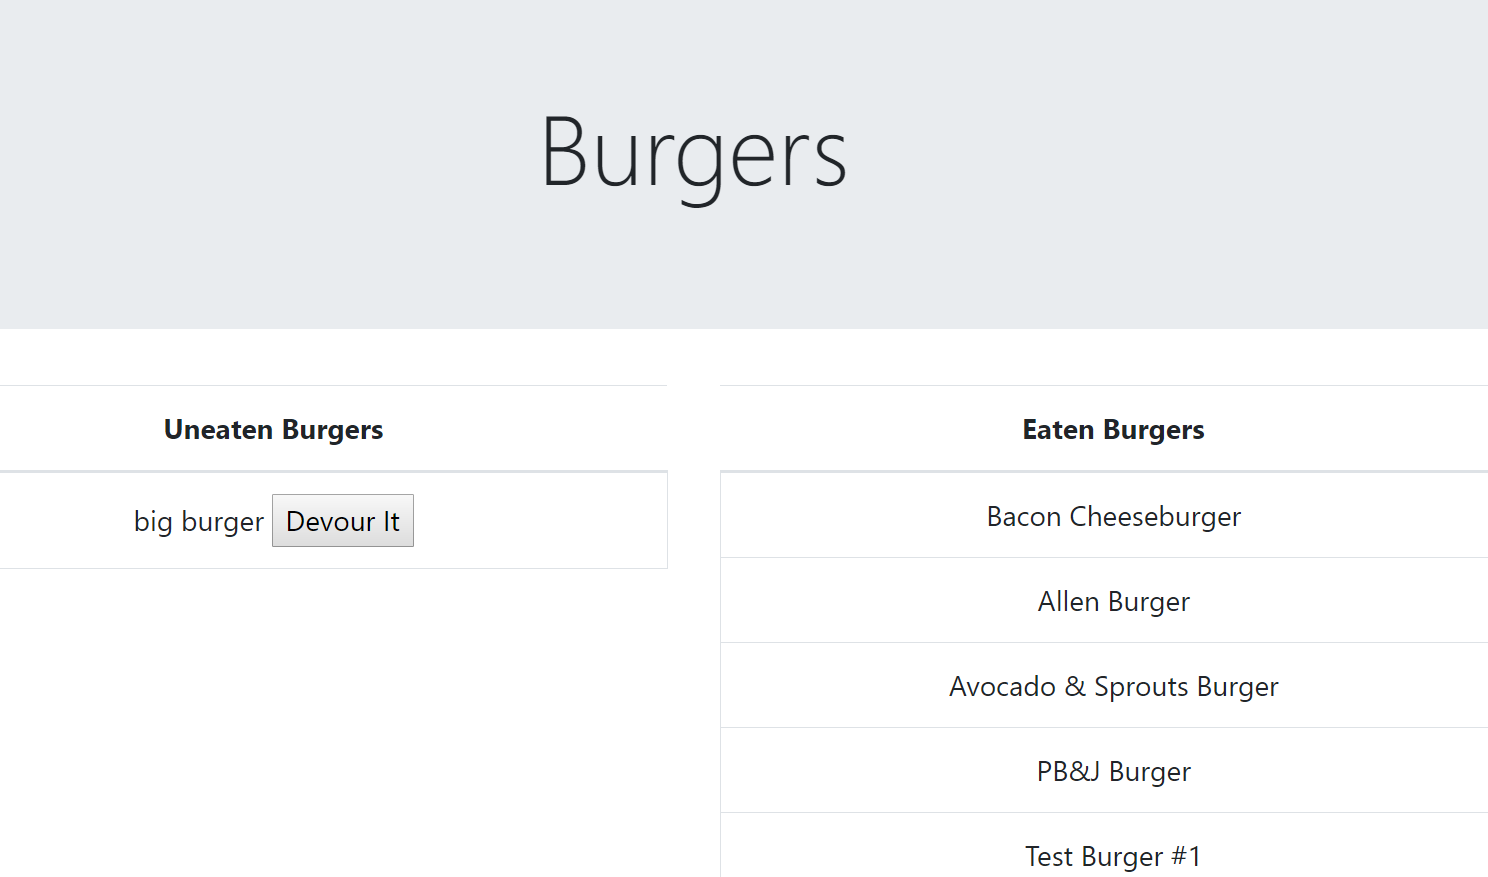 Burgers
Uneaten Burgers
big burger Devour It
Eaten Burgers
Bacon Cheeseburger
Allen Burger
Avocado & Sprouts Burger
PB&J Burger
Test Burger #1